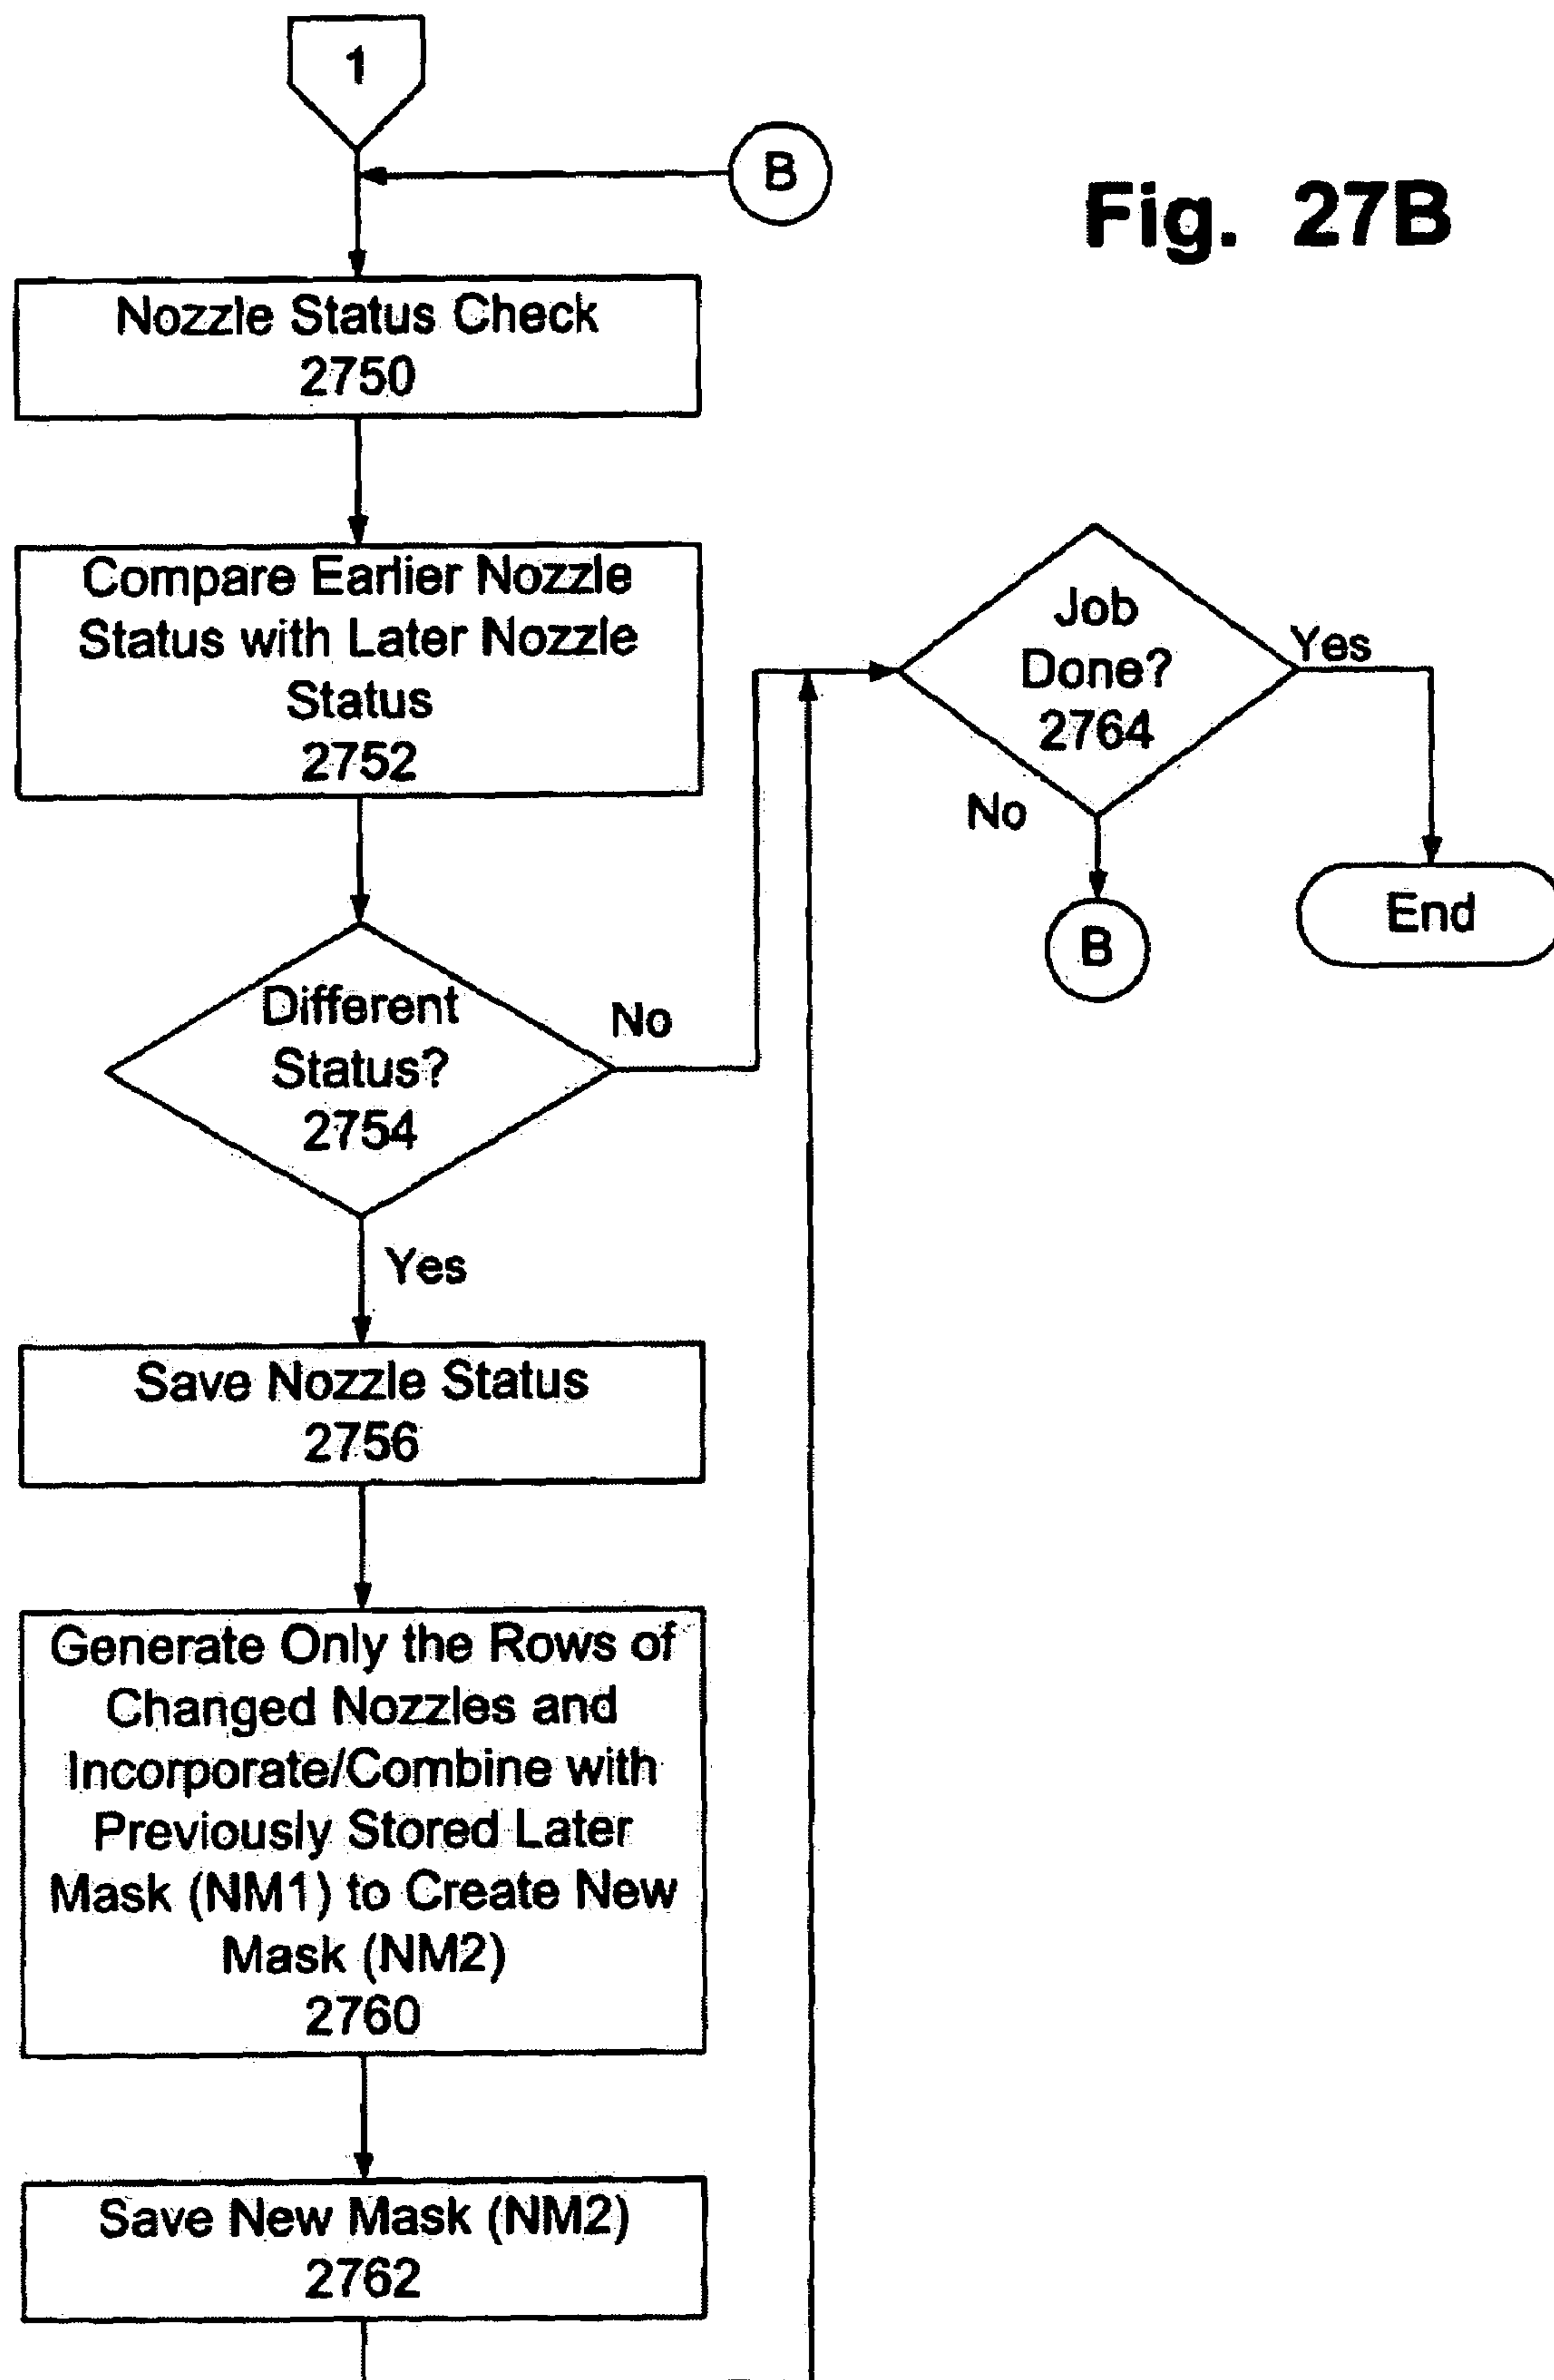 1
B
Fig. 27B
Nozzle Status Check
2750
Compare Earlier Nozzle
Status with Later Nozzle
Status
2752
Job
Done?
2764
Yes
No
B
End
Different
Status?
2754
No
Yes
Save Nozzle Status
2756
Generate Only the Rows of
Changed Nozzles and
Incorporate/Combine with
Previously Stored Later
Mask (NM1) to Create New
Mask (NM2)
2760
Save New Mask (NM2)
2762